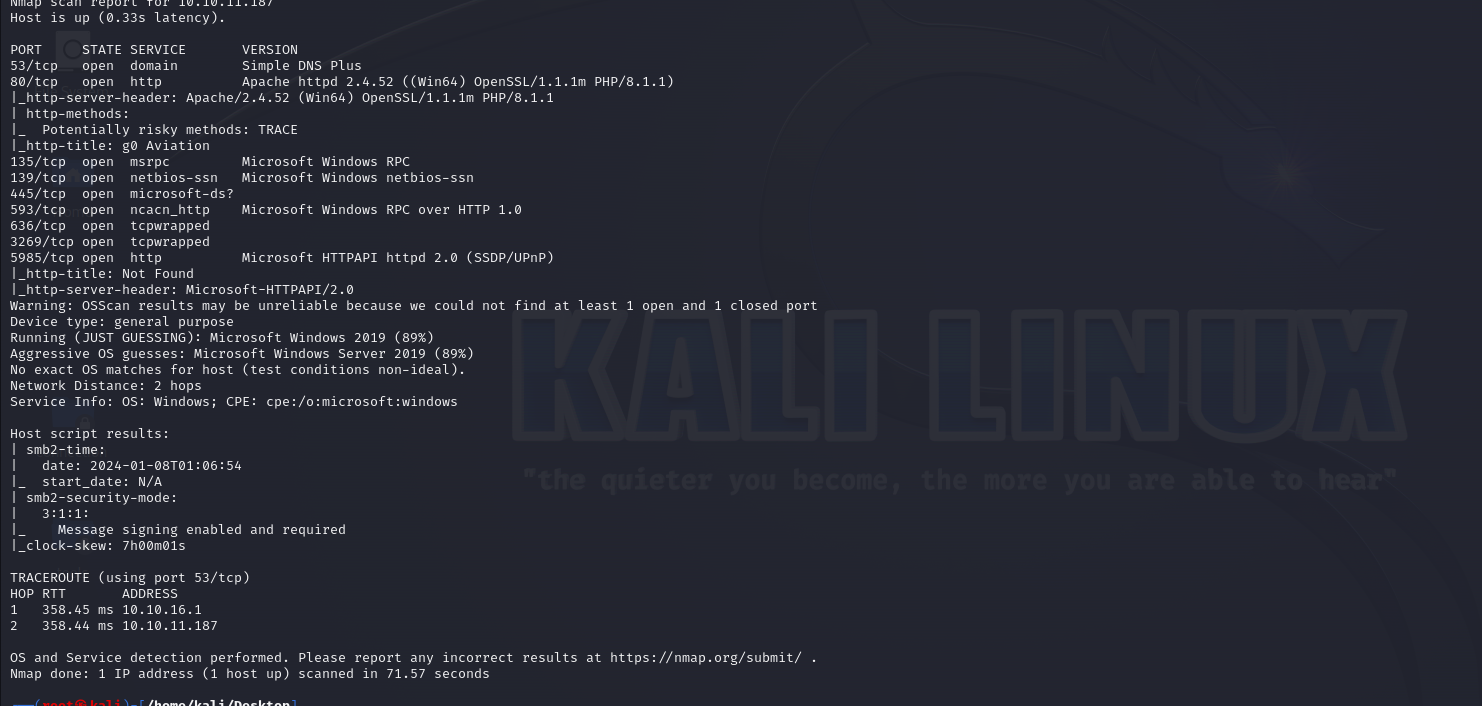 Nmap scan report for 10.10.11.187
Host is up (0.33s latency).
PORT     STATE SERVICE       VERSION
53/tcp   open  domain        Simple DNS Plus
80/tcp   open  http          Apache httpd 2.4.52 ((Win64) OpenSSL/1.1.1m PHP/8.1.1)
|_http-server-header: Apache/2.4.52 (Win64) OpenSSL/1.1.1m PHP/8.1.1
| http-methods:
|_  Potentially risky methods: TRACE
|_http-title: g0 Aviation
135/tcp  open  msrpc         Microsoft Windows RPC
139/tcp  open  netbios-ssn   Microsoft Windows netbios-ssn
445/tcp  open  microsoft-ds?
593/tcp  open  ncacn_http    Microsoft Windows RPC over HTTP 1.0
636/tcp  open  tcpwrapped
3269/tcp open  tcpwrapped
5985/tcp open  http          Microsoft HTTPAPI httpd 2.0 (SSDP/UPnP)
|_http-title: Not Found
|_http-server-header: Microsoft-HTTPAPI/2.0
Warning: OSScan results may be unreliable because we could not find at least 1 open and 1 closed port
Device type: general purpose
Running (JUST GUESSING): Microsoft Windows 2019 (89%)
Aggressive OS guesses: Microsoft Windows Server 2019 (89%)
No exact OS matches for host (test conditions non-ideal).
Network Distance: 2 hops
Service Info: OS: Windows; CPE: cpe:/o:microsoft:windows
Host script results:
| smb2-time:
|   date: 2024-01-08T01:06:54
|_  start_date: N/A
| smb2-security-mode:
|   3:1:1:
|_    Message signing enabled and required
|_clock-skew: 7h00m01s
TRACEROUTE (using port 53/tcp)
HOP RTT       ADDRESS
1   358.45 ms 10.10.16.1
2   358.44 ms 10.10.11.187
OS and Service detection performed. Please report any incorrect results at https://nmap.org/submit/ .
Nmap done: 1 IP address (1 host up) scanned in 71.57 seconds
(root㉿kali)-[/home/kali/Desktop]
KALI LINUX
"the quieter you become, the more you are able to hear"